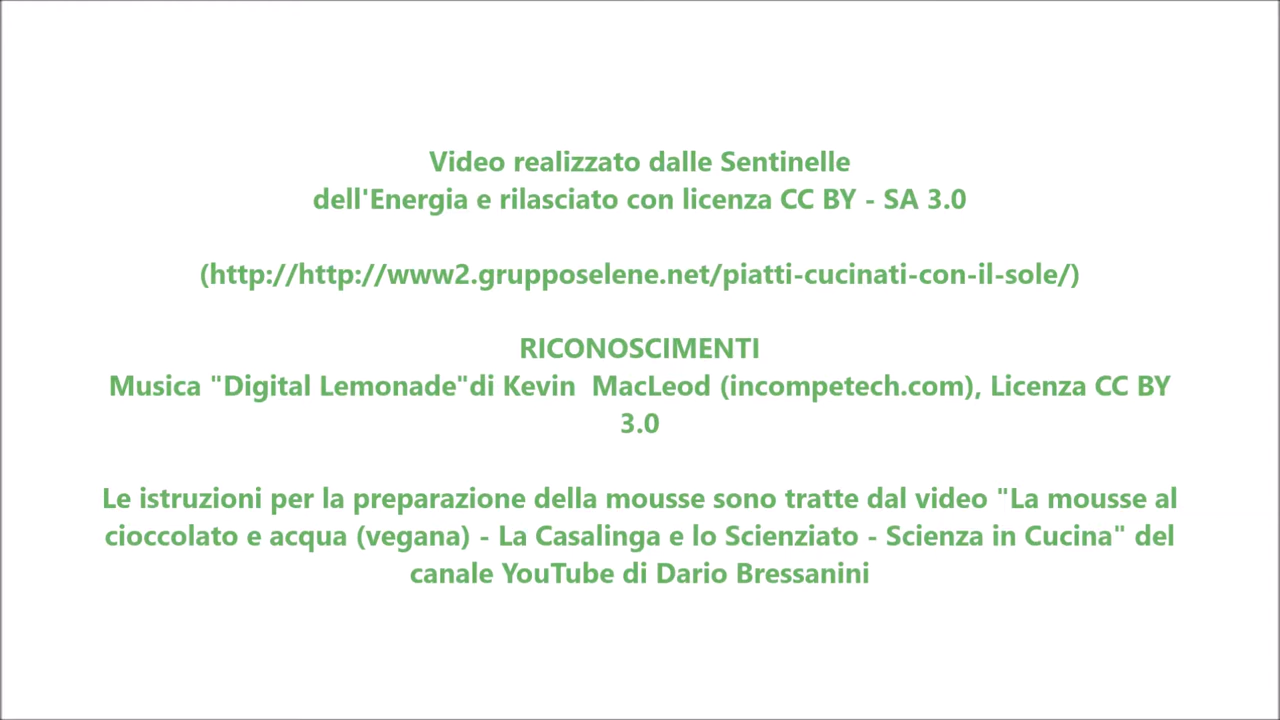 Video realizzato dalle Sentinelle
dell'Energia e rilasciato con licenza CC BY - SA 3.0
(http://http://www2.grupposelene.net/piatti-cucinati-con-il-sole/)
RICONOSCIMENTI
Musica "Digital Lemonade"di Kevin  MacLeod (incompetech.com), Licenza CC BY
3.0
Le istruzioni per la preparazione della mousse sono tratte dal video "La mousse al
cioccolato e acqua (vegana) - La Casalinga e lo Scienziato - Scienza in Cucina" del
canale YouTube di Dario Bressanini